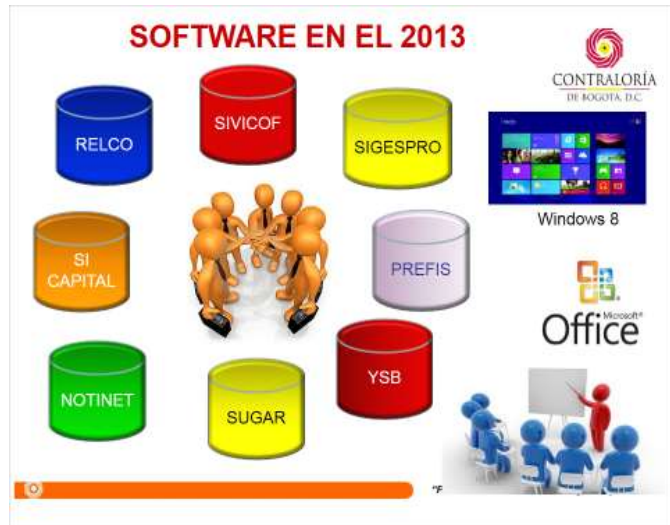 SOFTWARE EN EL 2013
CONTRALORÍA
DE BOGOTÁ, D.C.
RELCO
SIVICOF
SIGESPRO
Windows 8
SI
CAPITAL
PREFIS
Microsoft®
Office
NOTINET
SUGAR
YSB